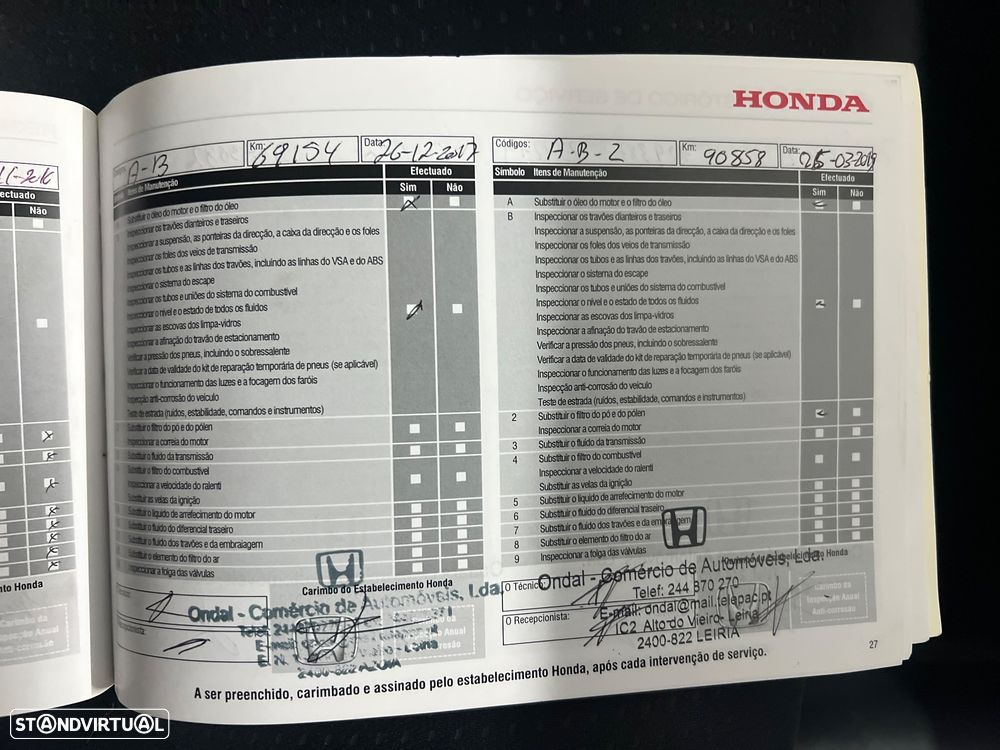 HONDA
Km: 69154
Data: 26-12-2017
A-B
Itens de Manutenção
Efectuado
Sim
Não
Substituir o óleo do motor e o filtro do óleo
Inspeccionar os travões dianteiros e traseiros
Inspeccionar a suspensão, as ponteiras da direcção, a caixa da direcção e os foles
Inspeccionar os foles dos veios de transmissão
Inspeccionar os tubos e as linhas dos travões, incluindo as linhas do VSA e do ABS
Inspeccionar o sistema do escape
Inspeccionar os tubos e uniões do sistema do combustível
Inspeccionar o nível e o estado de todos os fluidos
Inspeccionar as escovas dos limpa-vidros
Inspeccionar a afinação do travão de estacionamento
Verificar a pressão dos pneus, incluindo o sobressalente
Verificar a data de validade do kit de reparação temporária de pneus (se aplicável)
Inspeccionar o funcionamento das luzes e a focagem dos faróis
Inspecção anti-corrosão do veículo
Teste de estrada (ruídos, estabilidade, comandos e instrumentos)
Substituir o filtro do pó e do pólen
Inspeccionar a correia do motor
Substituir o fluido da transmissão
Substituir o filtro do combustível
Inspeccionar a velocidade do ralenti
Substituir as velas da ignição
Substituir o liquido de arrefecimento do motor
Substituir o fluido do diferencial traseiro
Substituir o fluido dos travões e da embraiagem
Substituir o elemento do filtro do ar
Inspeccionar a folga das válvulas
Carimbo do Estabelecimento Honda
Ondal - Comércio de Automóveis, Lda.
Códigos: A-B-2
Km: 90858
Data: 25-03-2019
Símbolo Itens de Manutenção
Efectuado
Sim
Não
A Substituir o óleo do motor e o filtro do óleo
B Inspeccionar os travões dianteiros e traseiros
Inspeccionar a suspensão, as ponteiras da direcção, a caixa da direcção e os foles
Inspeccionar os foles dos veios de transmissão
Inspeccionar os tubos e as linhas dos travões, incluindo as linhas do VSA e do ABS
Inspeccionar o sistema do escape
Inspeccionar os tubos e uniões do sistema do combustível
Inspeccionar o nível e o estado de todos os fluidos
Inspeccionar as escovas dos limpa-vidros
Inspeccionar a afinação do travão de estacionamento
Verificar a pressão dos pneus, incluindo o sobressalente
Verificar a data de validade do kit de reparação temporária de pneus (se aplicável)
Inspeccionar o funcionamento das luzes e a focagem dos faróis
Inspecção anti-corrosão do veículo
Teste de estrada (ruídos, estabilidade, comandos e instrumentos)
2 Substituir o filtro do pó e do pólen
Inspeccionar a correia do motor
3 Substituir o fluido da transmissão
4 Substituir o filtro do combustível
Inspeccionar a velocidade do ralenti
Substituir as velas da ignição
5 Substituir o liquido de arrefecimento do motor
6 Substituir o fluido do diferencial traseiro
7 Substituir o fluido dos travões e da embraiagem
8 Substituir o elemento do filtro do ar
9 Inspeccionar a folga das válvulas
O Técnico:
O Recepcionista:
Ondal - Comércio de Automóveis, Lda.
Telef: 244 870 270
E-mail: ondal@mail.telepac.pt
IC2 Alto do Vieiro- Leiria
2400-822 LEIRIA
27
A ser preenchido, carimbado e assinado pelo estabelecimento Honda, após cada intervenção de serviço.
STANDVIRTUAL